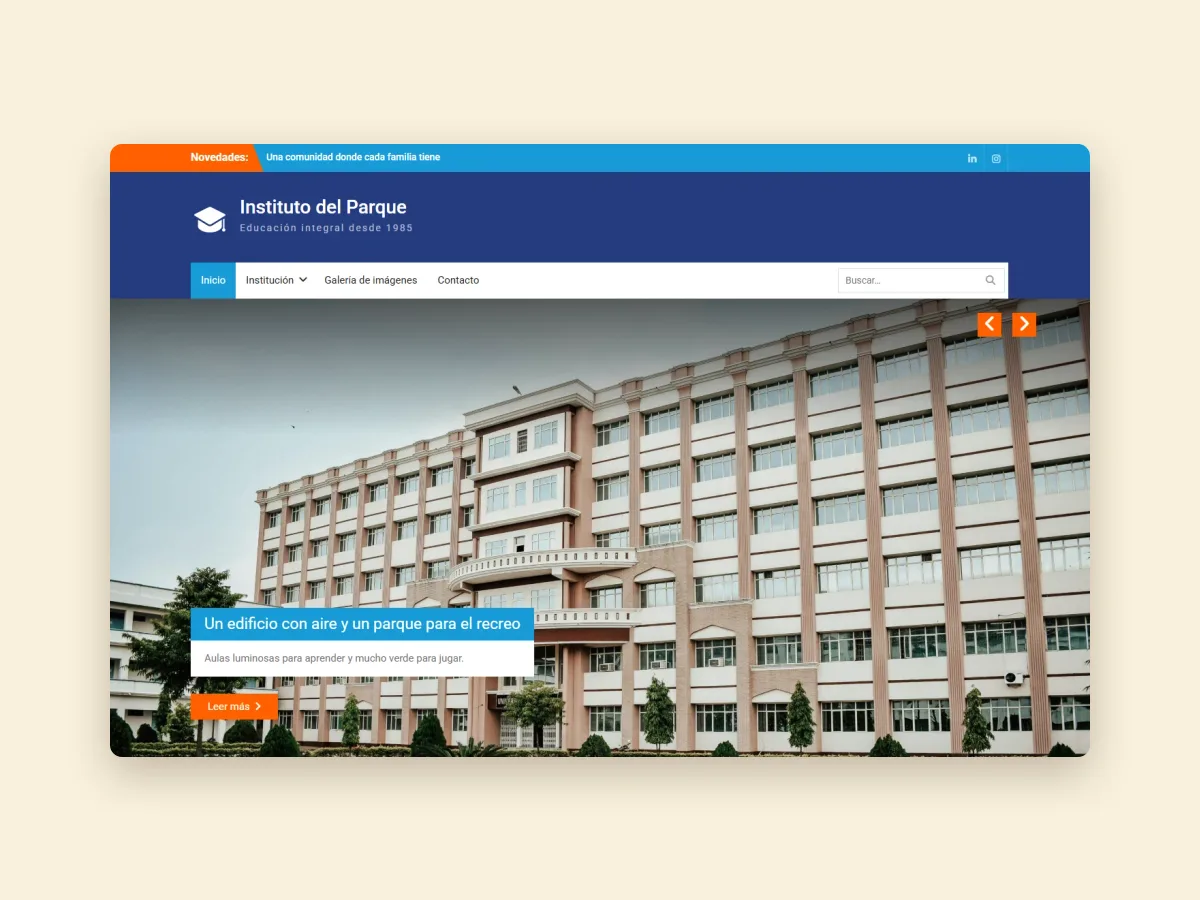 Novedades:
Una comunidad donde cada familia tiene
Instituto del Parque
Educación integral desde 1985
Inicio
Institución
Galería de imágenes
Contacto
Buscar...
Un edificio con aire y un parque para el recreo
Aulas luminosas para aprender y mucho verde para jugar.
Leer más